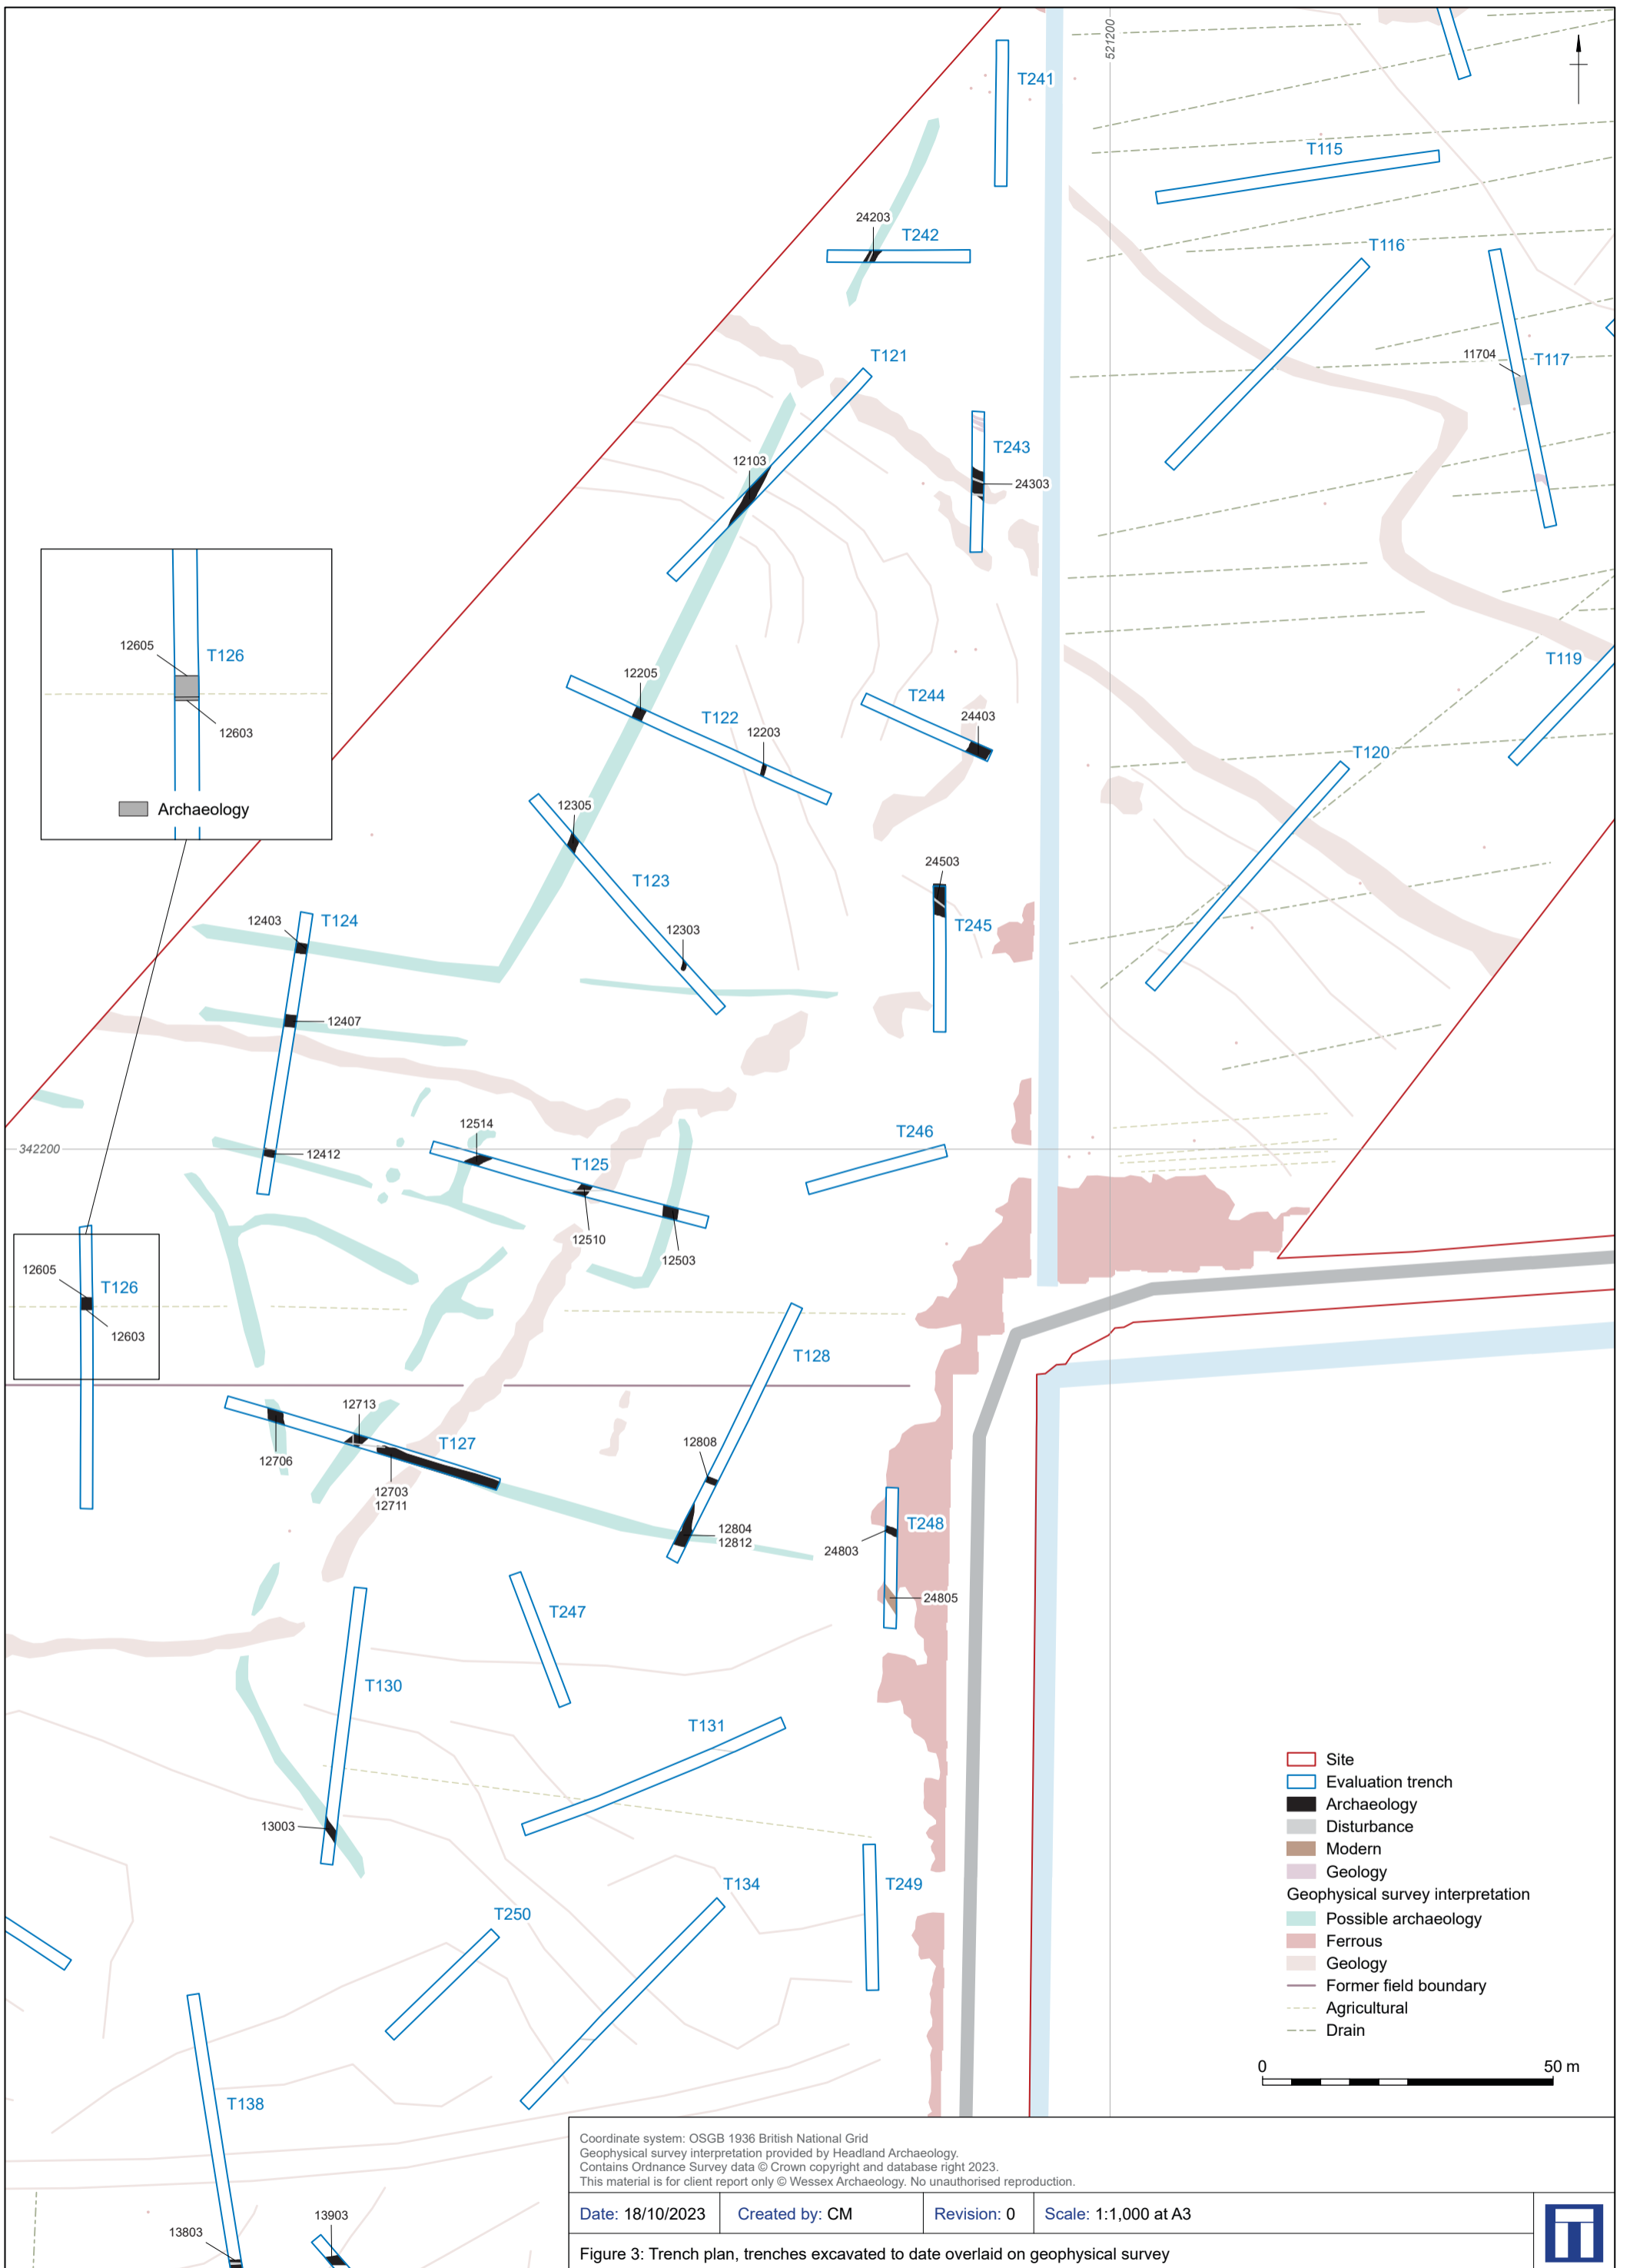 521200
T241
T115
24203
T242
T116
T121
11704
T117
T243
12103
24303
T119
12605
T126
12603
Archaeology
12205
T122
T244
24403
12203
T120
12305
T123
24503
12403
T124
T245
12303
12407
342200
12514
T246
12412
T125
12510
12503
12605
T126
12603
T128
12713
T127
12808
12706
12703
12711
12804
12812
T248
24803
24805
T247
T130
T131
13003
T249
T134
T250
T138
13803
13903
Site
Evaluation trench
Archaeology
Disturbance
Modern
Geology
Geophysical survey interpretation
Possible archaeology
Ferrous
Geology
Former field boundary
Agricultural
Drain
0 50 m
Coordinate system: OSGB 1936 British National Grid
Geophysical survey interpretation provided by Headland Archaeology.
Contains Ordnance Survey data © Crown copyright and database right 2023.
This material is for client report only © Wessex Archaeology. No unauthorised reproduction.
Date: 18/10/2023 Created by: CM Revision: 0 Scale: 1:1,000 at A3
Figure 3: Trench plan, trenches excavated to date overlaid on geophysical survey